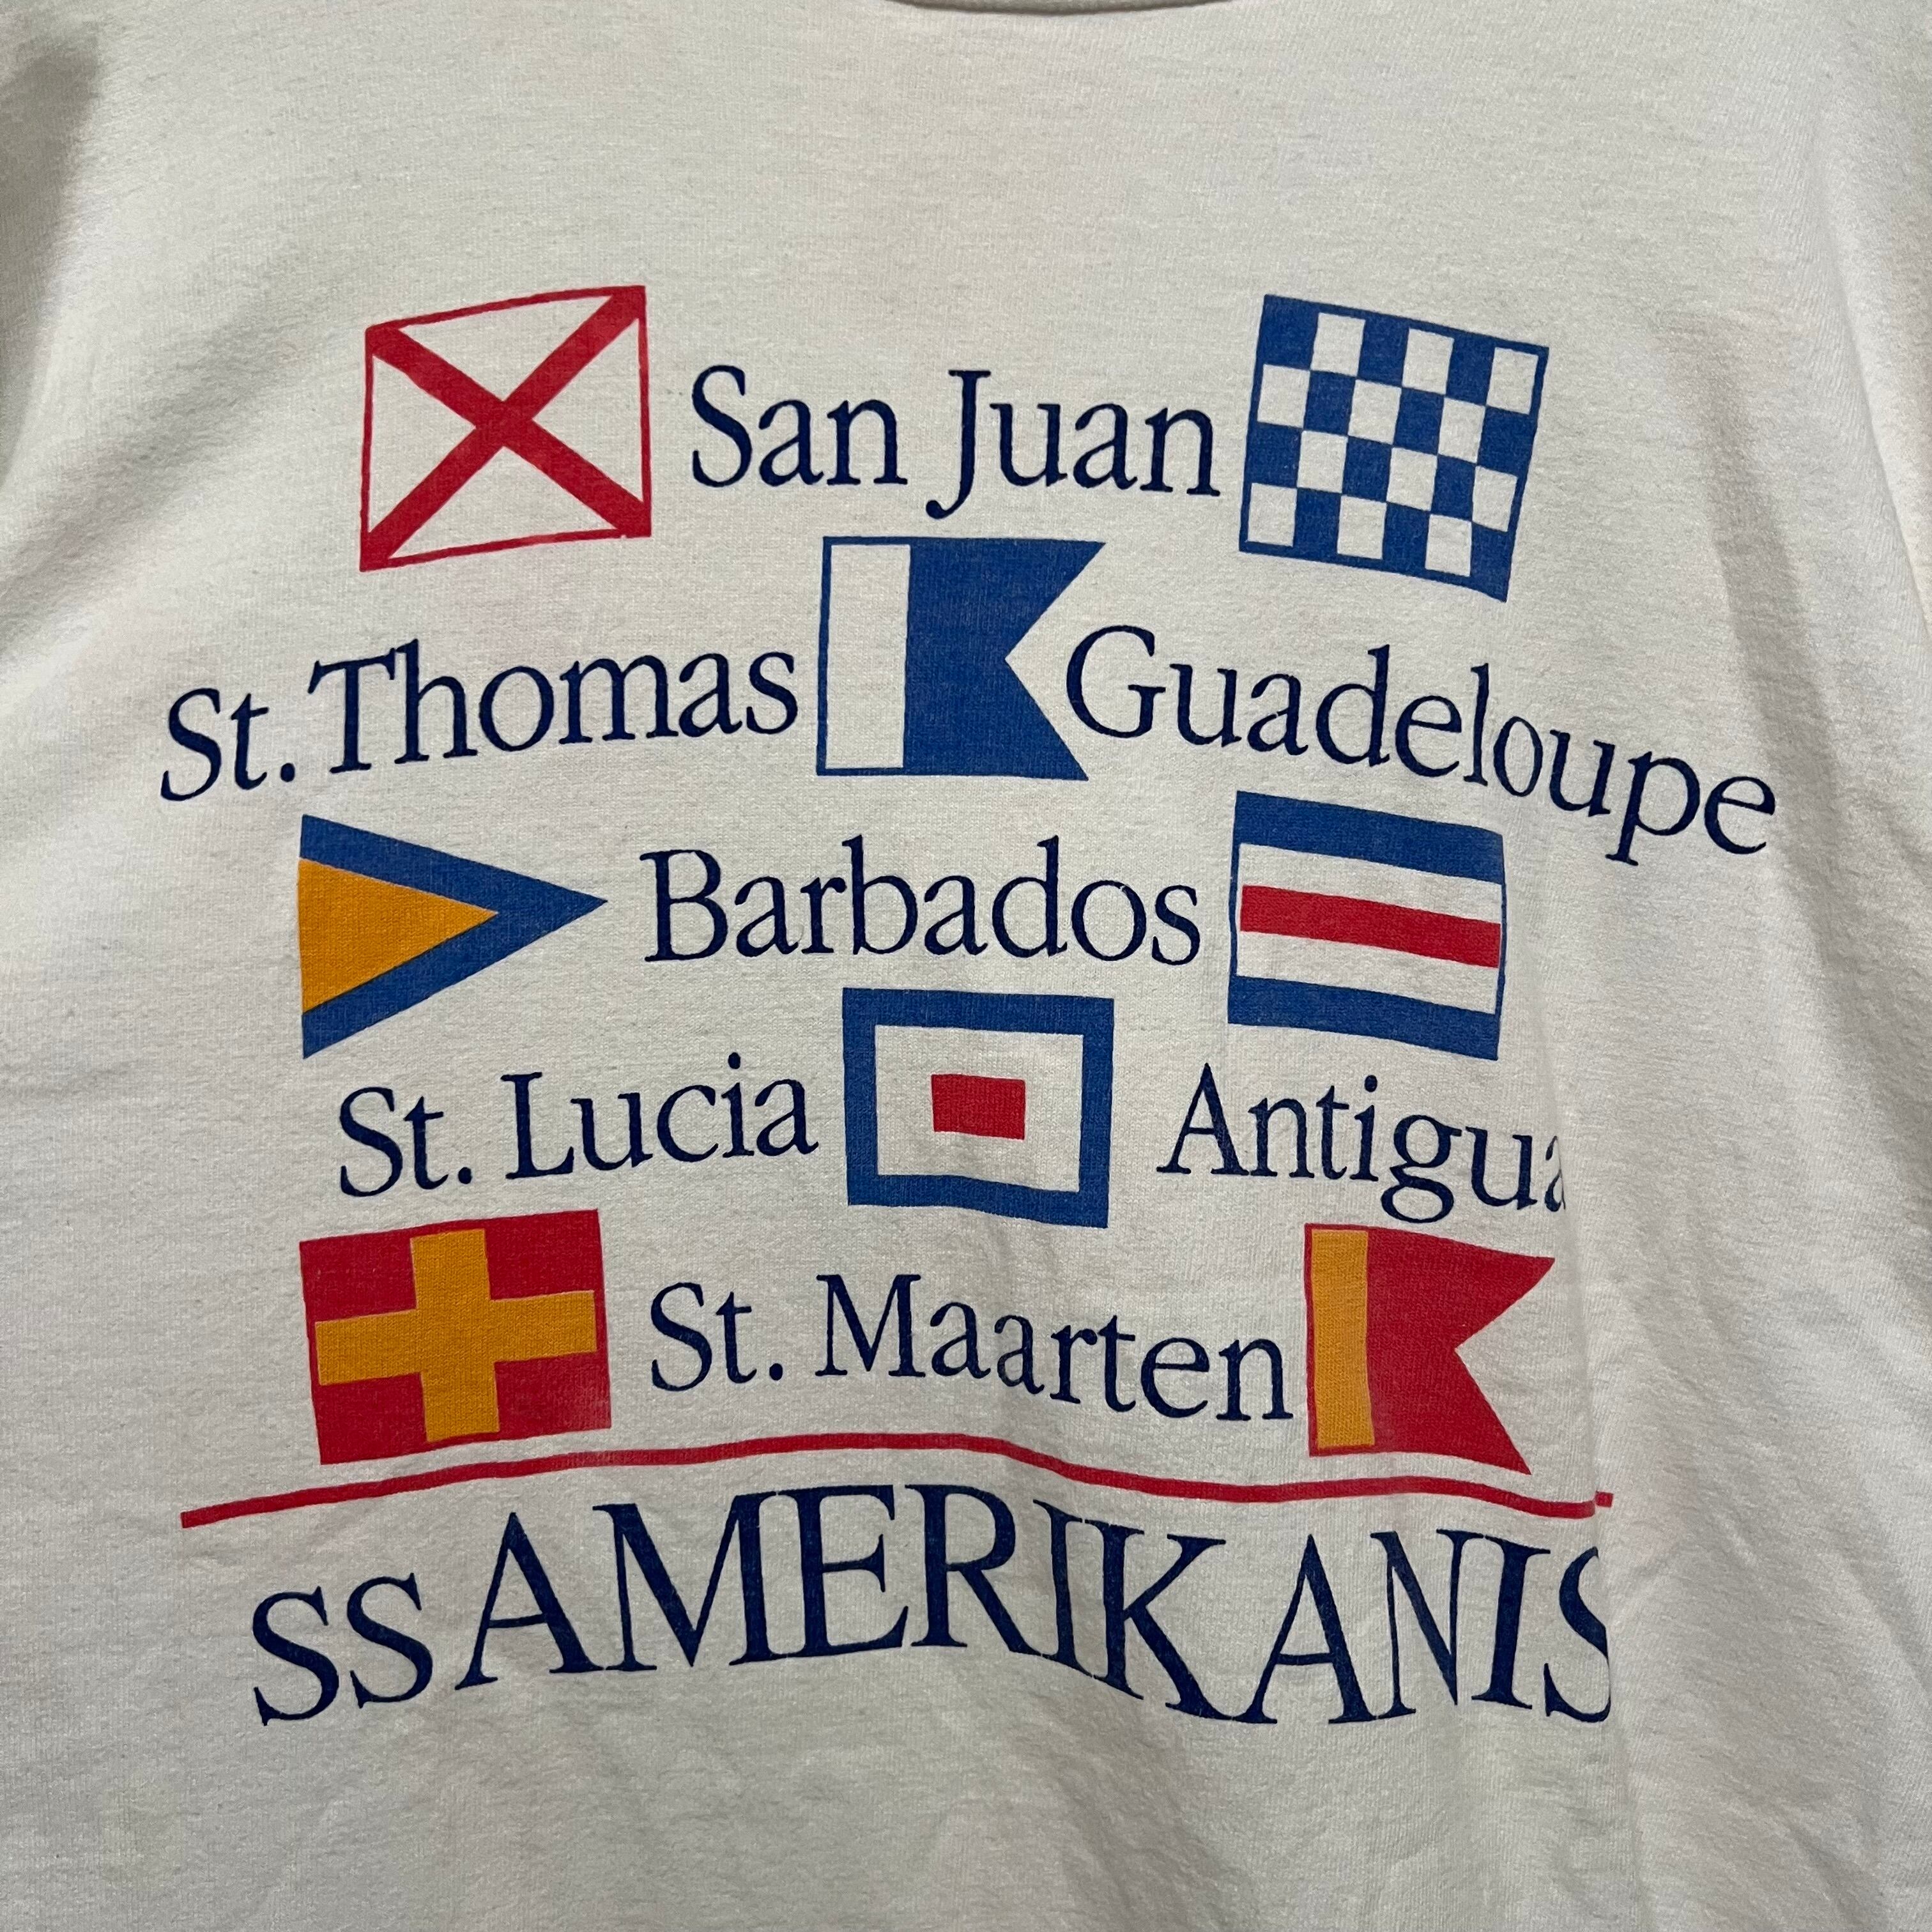 San Juan
St. Thomas Guadeloupe
Barbados
St. Lucia Antigua
St. Maarten
SS AMERIKANIS